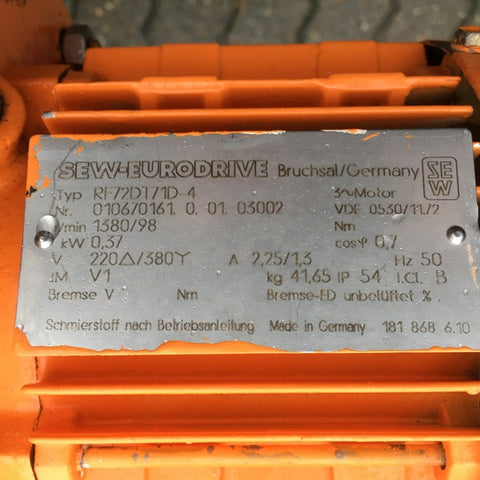 SEW-EURODRIVE Bruchsal/Germany SEW
Typ RF72DT71D-4 3~Motor
Nr. 010670161. 0. 01. 03002 VDE 0530/11/2
1/min 1380/98 Nm
kW 0,37 cosφ 0,7
V 220△/380Y A 2,25/1,3 Hz 50
IM V1 kg 41,65 IP 54 I.Cl. B
Bremse V Nm Bremse-ED unbelüftet %
Schmierstoff nach Betriebsanleitung Made in Germany 181 868 6.10